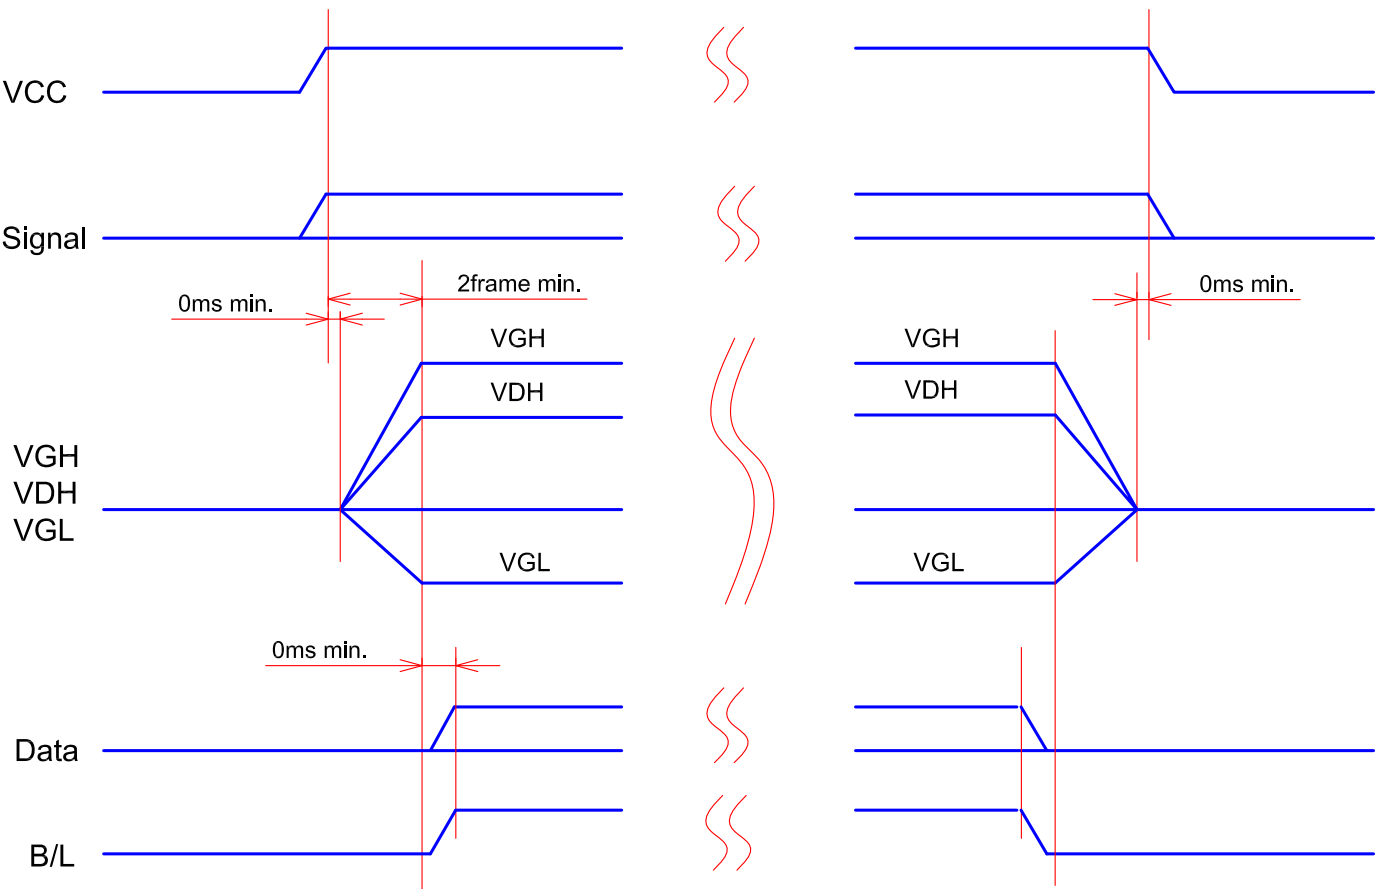 VCC
Signal
2frame min.
0ms min.
0ms min.
VGH
VGH
VDH
VDH
VGH
VDH
VGL
VGL
VGL
0ms min.
Data
B/L